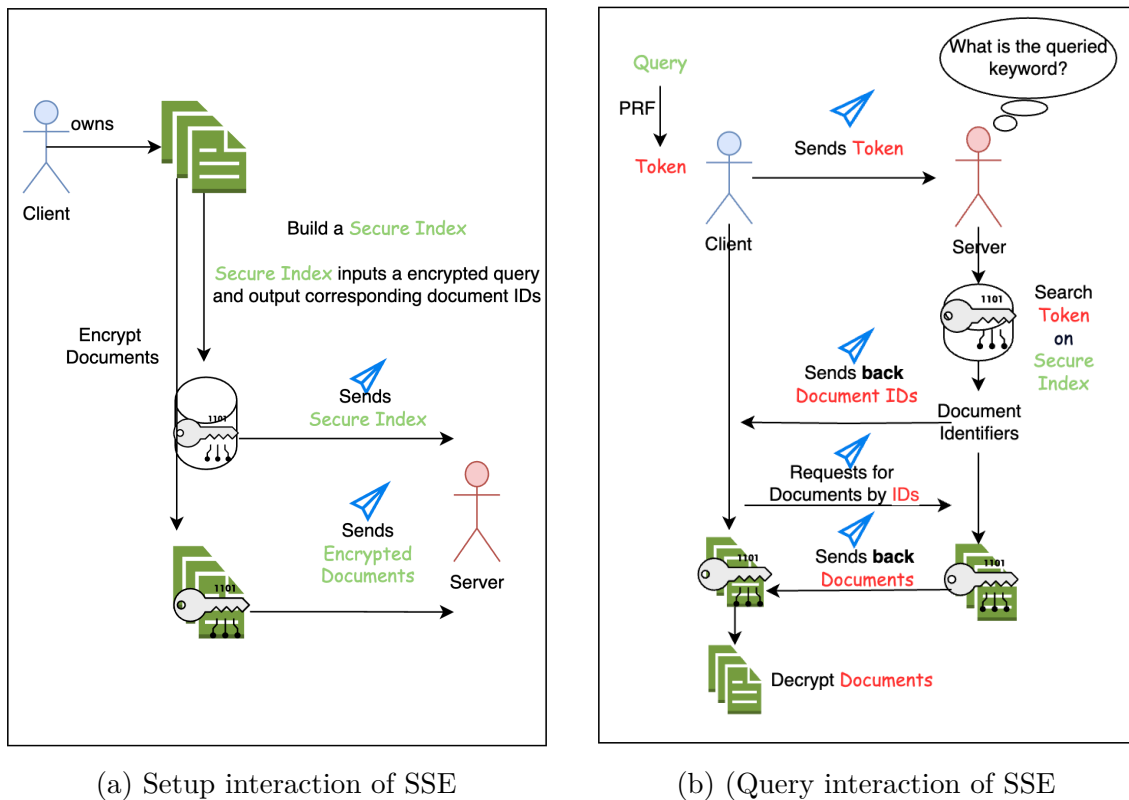 owns
Client
Build a Secure Index
Secure Index inputs a encrypted query
and output corresponding document IDs
Encrypt
Documents
1101
Sends
Secure Index
Sends
Encrypted
Documents
Server
1101
(a) Setup interaction of SSE
What is the queried
keyword?
Query
PRF
Token
Sends Token
Client
Server
1101
Search
Token
on
Secure
Index
Sends back
Document IDs
Document
Identifiers
Requests for
Documents by IDs
Sends back
Documents
1101
1101
Decrypt Documents
(b) (Query interaction of SSE